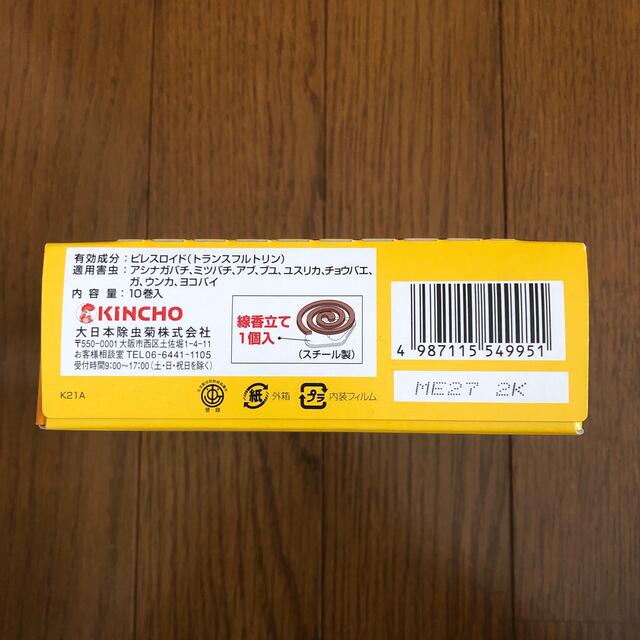 有効成分：ピレスロイド（トランスフルトリン）
適用害虫：アシナガバチ、ミツバチ、アブ、ブユ、ユスリカ、チョウバエ、
ガ、ウンカ、ヨコバイ
内容量：10巻入
KINCHO
大日本除虫菊株式会社
〒550-0001 大阪市西区土佐堀1-4-11
お客様相談室 TEL06-6441-1105
受付時間9:00〜17:00（土・日・祝日を除く）
線香立て
1個入
（スチール製）
4 987115 549951
ME27 2K
K21A
登録
紙 外箱
プラ 内装フィルム